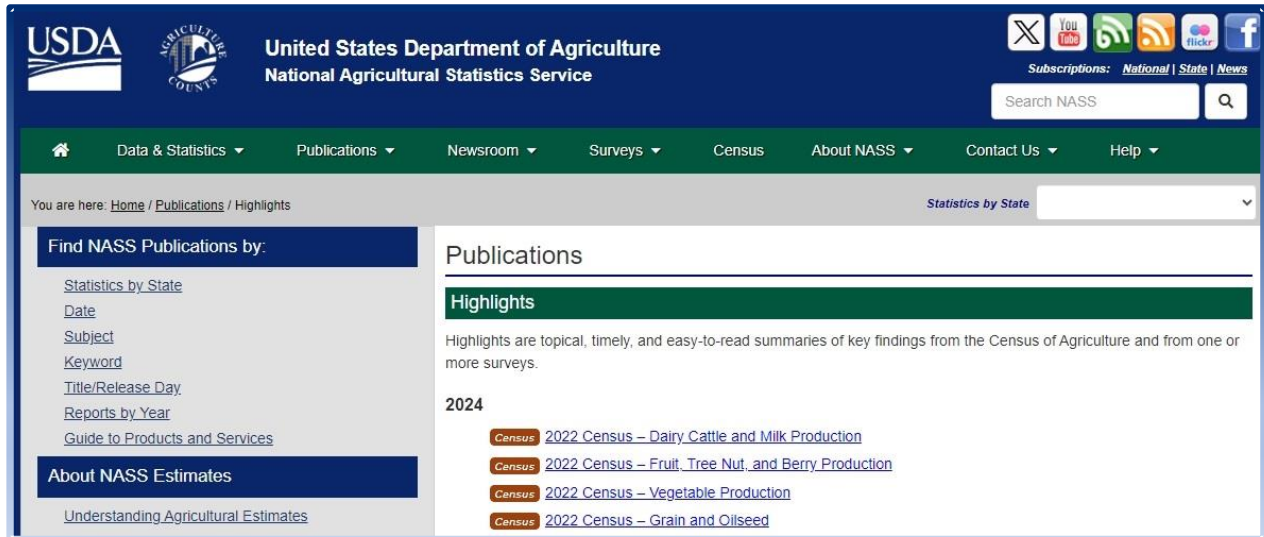 USDA
AGRICULTURE
COUNTS
United States Department of Agriculture
National Agricultural Statistics Service
X
You
Tube
flickr
f
Subscriptions: National | State | News
Search NASS
Data & Statistics
Publications
Newsroom
Surveys
Census
About NASS
Contact Us
Help
You are here: Home / Publications / Highlights
Statistics by State
Find NASS Publications by:
Statistics by State
Date
Subject
Keyword
Title/Release Day
Reports by Year
Guide to Products and Services
About NASS Estimates
Understanding Agricultural Estimates
Publications
Highlights
Highlights are topical, timely, and easy-to-read summaries of key findings from the Census of Agriculture and from one or
more surveys.
2024
Census 2022 Census – Dairy Cattle and Milk Production
Census 2022 Census – Fruit, Tree Nut, and Berry Production
Census 2022 Census – Vegetable Production
Census 2022 Census – Grain and Oilseed